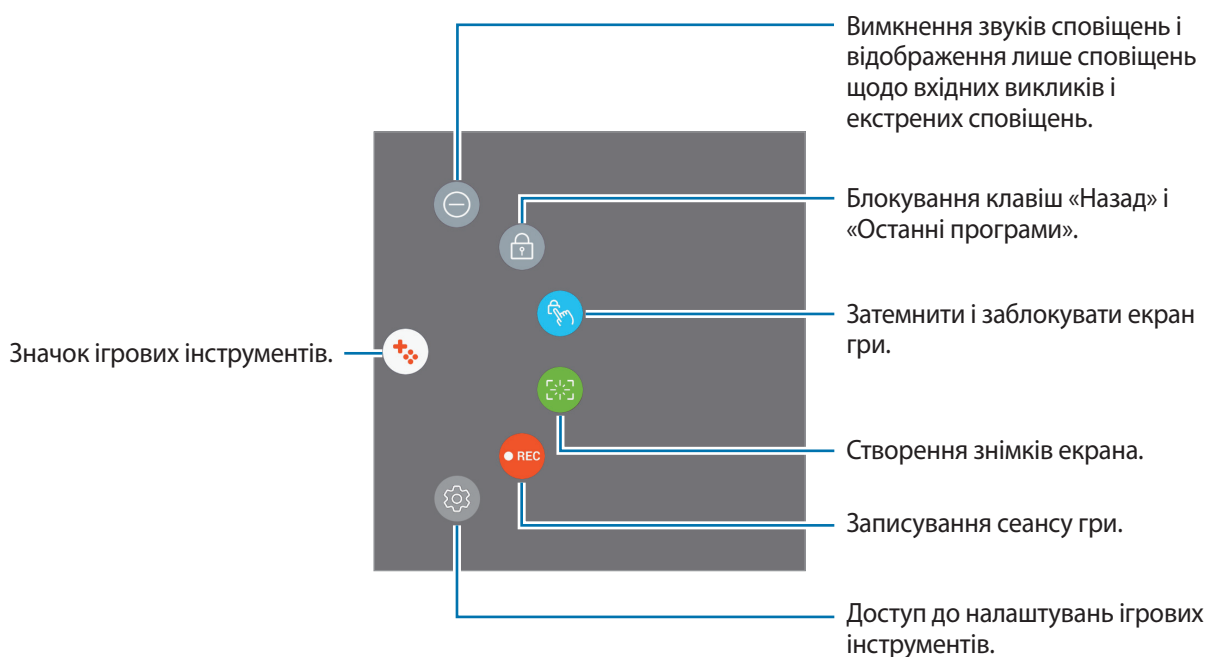 Вимкнення звуків сповіщень і
відображення лише сповіщень
щодо вхідних викликів і
екстрених сповіщень.
Блокування клавіш «Назад» і
«Останні програми».
Затемнити і заблокувати екран
гри.
Значок ігрових інструментів.
Створення знімків екрана.
REC
Записування сеансу гри.
Доступ до налаштувань ігрових
інструментів.